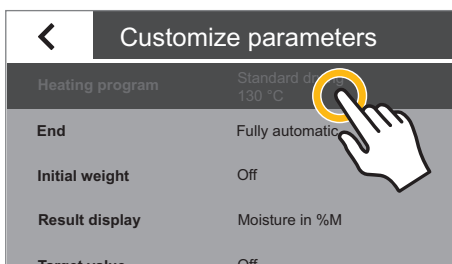 Customize parameters
Heating program Standard drying
130 °C
End Fully automatic
Initial weight Off
Result display Moisture in %M
Target value Off